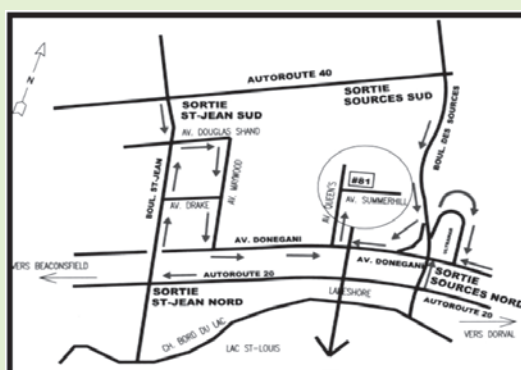 N
AUTOROUTE 40
SORTIE
ST-JEAN SUD
SORTIE
SOURCES SUD
BOUL. DES SOURCES
AV. DOUGLAS SHAND
BOUL. ST-JEAN
AV. MAYWOOD
AV. DRAKE
#81
AV. QUEEN'S
AV. SUMMERHILL
AV. DONEGANI
AV. DONEGANI
VERS BEACONSFIELD
AUTOROUTE 20
SORTIE
ST-JEAN NORD
LAKESHORE
SORTIE
SOURCES NORD
AUTOROUTE 20
VERS DORVAL
CH. BORD DU LAC
LAC ST-LOUIS